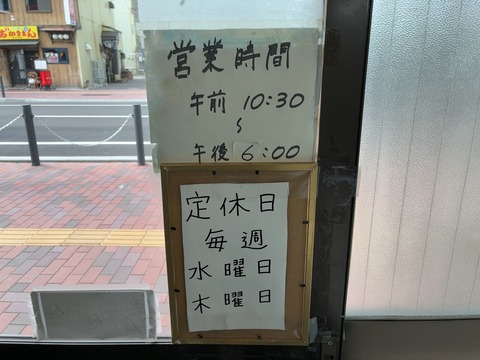 営業時間
午前 10:30
〜
午後 6:00
定休日
毎週
水曜日
木曜日